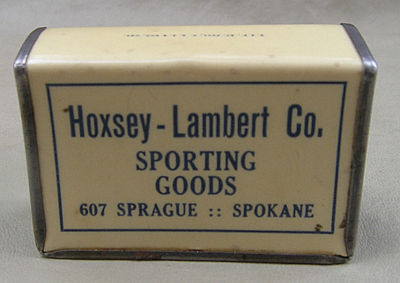 Hoxsey-Lambert Co.
SPORTING
GOODS
607 SPRAGUE :: SPOKANE